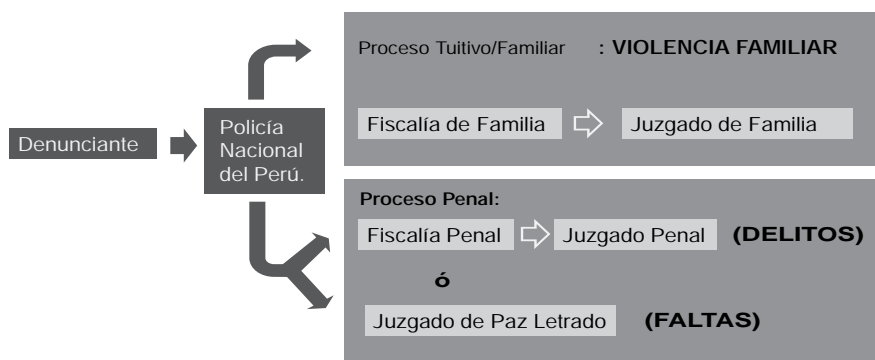 Proceso Tuitivo/Familiar : VIOLENCIA FAMILIAR
Fiscalía de Familia Juzgado de Familia
Denunciante
Policía
Nacional
del Perú.
Proceso Penal:
Fiscalía Penal Juzgado Penal (DELITOS)
ó
Juzgado de Paz Letrado (FALTAS)